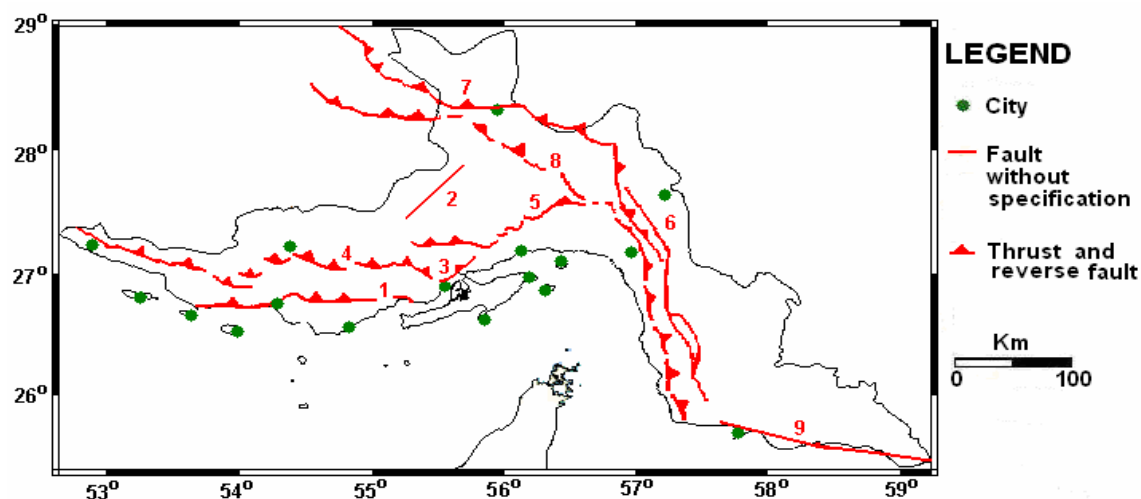 29°
28°
27°
26°
53°
54°
55°
56°
57°
58°
59°
7
8
2
5
6
4
3
1
9
LEGEND
City
Fault
without
specification
Thrust and
reverse fault
Km
0 100